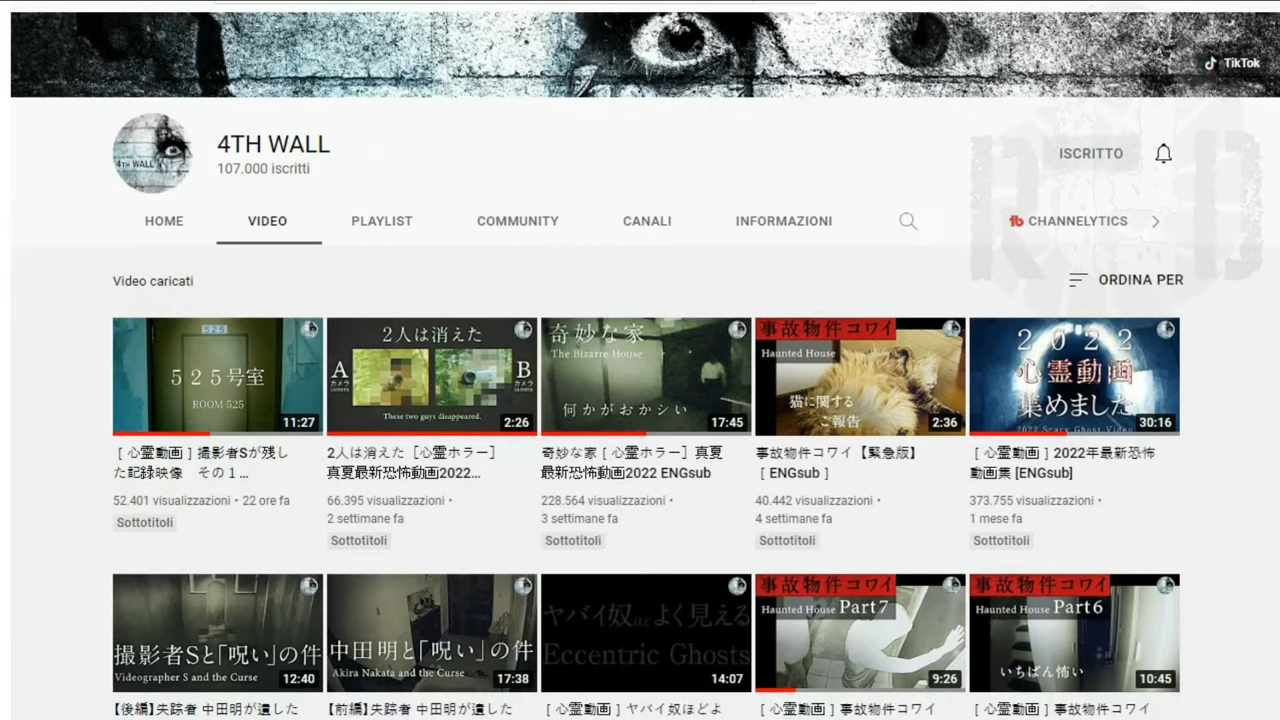 TikTok
4TH WALL
4TH WALL
107.000 iscritti
ISCRITTO
HOME
VIDEO
PLAYLIST
COMMUNITY
CANALI
INFORMAZIONI
CHANNELYTICS
Video caricati
ORDINA PER
525
525号室
ROOM 525
11:27
2人は消えた
A
カメラ
camera
B
カメラ
camera
These two guys disappeared.
2:26
奇妙な家
The Bizarre House
何かがおかシい
17:45
事故物件コワイ
Haunted House
猫に関する
ご報告
2:36
2022
心霊動画
集めました
2022 Scary Ghost Video
30:16
[心霊動画] 撮影者Sが残し
た記録映像 その1...
52.401 visualizzazioni • 22 ore fa
Sottotitoli
2人は消えた [心霊ホラー]
真夏最新恐怖動画2022...
66.395 visualizzazioni •
2 settimane fa
Sottotitoli
奇妙な家 [心霊ホラー] 真夏
最新恐怖動画2022 ENGsub
228.564 visualizzazioni •
3 settimane fa
Sottotitoli
事故物件コワイ【緊急版】
[ENGsub]
40.442 visualizzazioni •
4 settimane fa
Sottotitoli
[心霊動画] 2022年最新恐怖
動画集 [ENGsub]
373.755 visualizzazioni •
1 mese fa
Sottotitoli
撮影者Sと「呪い」の件
Videographer S and the Curse
12:40
中田明と「呪い」の件
Akira Nakata and the Curse
17:38
ヤバイ奴ほどよく見える
Eccentric Ghosts
14:07
事故物件コワイ
Haunted House Part7
9:26
事故物件コワイ
Haunted House Part6
いちばん怖い
10:45
【後編】失踪者 中田明が遺した
【前編】失踪者 中田明が遺した
[心霊動画] ヤバイ奴ほどよ
[心霊動画] 事故物件コワイ
[心霊動画] 事故物件コワイ